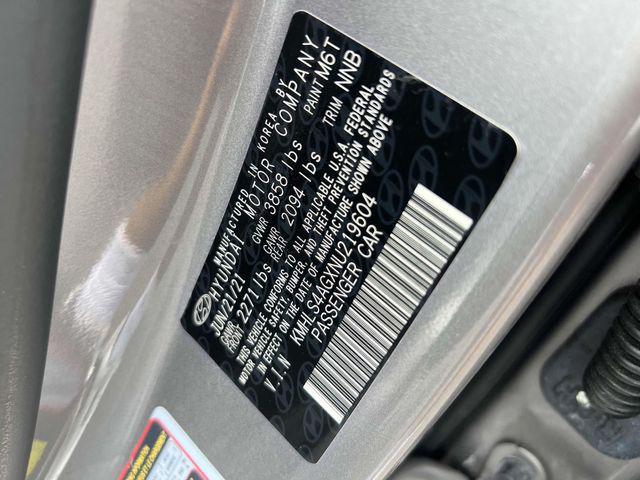 MANUFACTURED IN KOREA BY
HYUNDAI MOTOR COMPANY
JUN/21/21 GVWR 3858 lbs PAINT M6T
GAWR FRONT 2271 lbs GAWR REAR 2094 lbs TRIM NNB
THIS VEHICLE CONFORMS TO ALL APPLICABLE U.S.A. FEDERAL
MOTOR VEHICLE SAFETY, BUMPER, AND THEFT PREVENTION STANDARDS
IN EFFECT ON THE DATE OF MANUFACTURE SHOWN ABOVE
V.I.N KMHLS4AGXNU219604
PASSENGER CAR